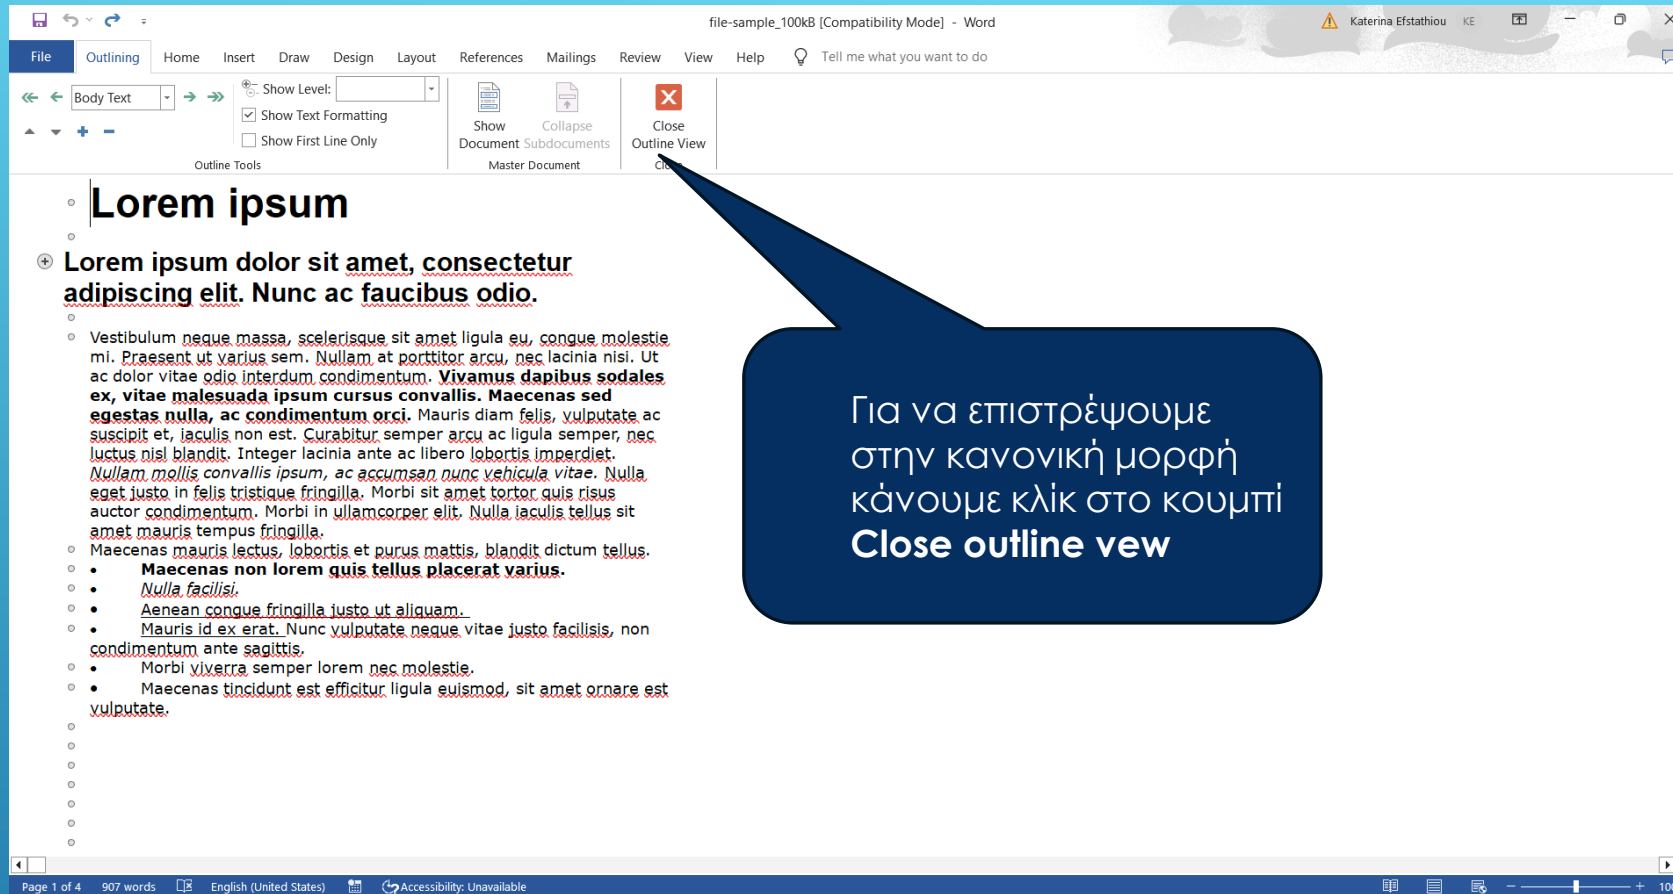 file-sample_100kB [Compatibility Mode] - Word
Katerina Efstathiou KE
File Outlining Home Insert Draw Design Layout References Mailings Review View Help Tell me what you want to do
Body Text
Show Level:
Show Text Formatting
Show First Line Only
Outline Tools
Show Document
Collapse Subdocuments
Master Document
Close Outline View
Lorem ipsum
Lorem ipsum dolor sit amet, consectetur
adipiscing elit. Nunc ac faucibus odio.
Vestibulum neque massa, scelerisque sit amet ligula eu, congue molestie
mi. Praesent ut varius sem. Nullam at porttitor arcu, nec lacinia nisi. Ut
ac dolor vitae odio interdum condimentum. Vivamus dapibus sodales
ex, vitae malesuada ipsum cursus convallis. Maecenas sed
egestas nulla, ac condimentum orci. Mauris diam felis, vulputate ac
suscipit et, iaculis non est. Curabitur semper arcu ac ligula semper, nec
luctus nisl blandit. Integer lacinia ante ac libero lobortis imperdiet.
Nullam mollis convallis ipsum, ac accumsan nunc vehicula vitae. Nulla
eget justo in felis tristique fringilla. Morbi sit amet tortor quis risus
auctor condimentum. Morbi in ullamcorper elit. Nulla iaculis tellus sit
amet mauris tempus fringilla.
Maecenas mauris lectus, lobortis et purus mattis, blandit dictum tellus.
• Maecenas non lorem quis tellus placerat varius.
• Nulla facilisi.
• Aenean congue fringilla justo ut aliquam.
• Mauris id ex erat. Nunc vulputate neque vitae justo facilisis, non
condimentum ante sagittis.
• Morbi viverra semper lorem nec molestie.
• Maecenas tincidunt est efficitur ligula euismod, sit amet ornare est
vulputate.
Για να επιστρέψουμε
στην κανονική μορφή
κάνουμε κλίκ στο κουμπί
Close outline vew
Page 1 of 4 907 words English (United States) Accessibility: Unavailable